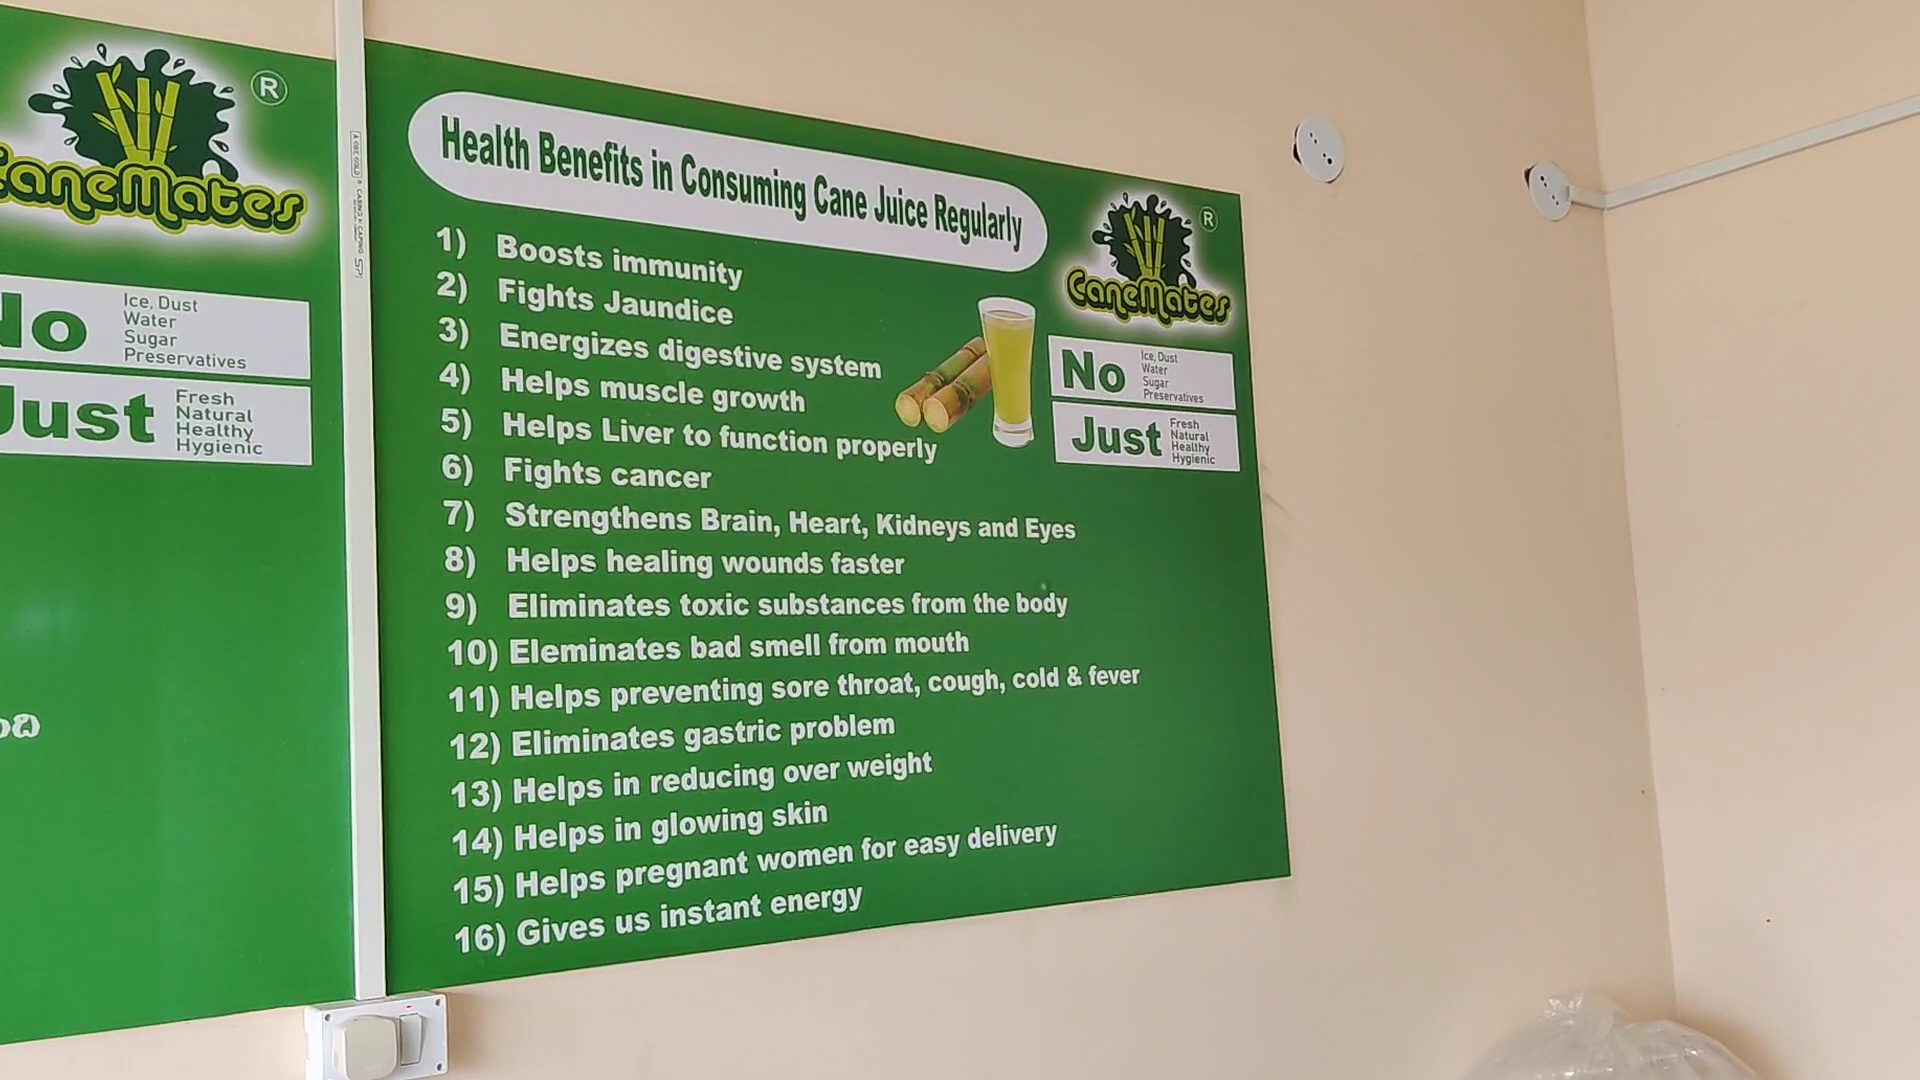 ®
CaneMates
No
Ice, Dust
Water
Sugar
Preservatives
Just
Fresh
Natural
Healthy
Hygienic
Health Benefits in Consuming Cane Juice Regularly
1) Boosts immunity
2) Fights Jaundice
3) Energizes digestive system
4) Helps muscle growth
5) Helps Liver to function properly
6) Fights cancer
7) Strengthens Brain, Heart, Kidneys and Eyes
8) Helps healing wounds faster
9) Eliminates toxic substances from the body
10) Eleminates bad smell from mouth
11) Helps preventing sore throat, cough, cold & fever
12) Eliminates gastric problem
13) Helps in reducing over weight
14) Helps in glowing skin
15) Helps pregnant women for easy delivery
16) Gives us instant energy
®
CaneMates
No
Ice, Dust
Water
Sugar
Preservatives
Just
Fresh
Natural
Healthy
Hygienic